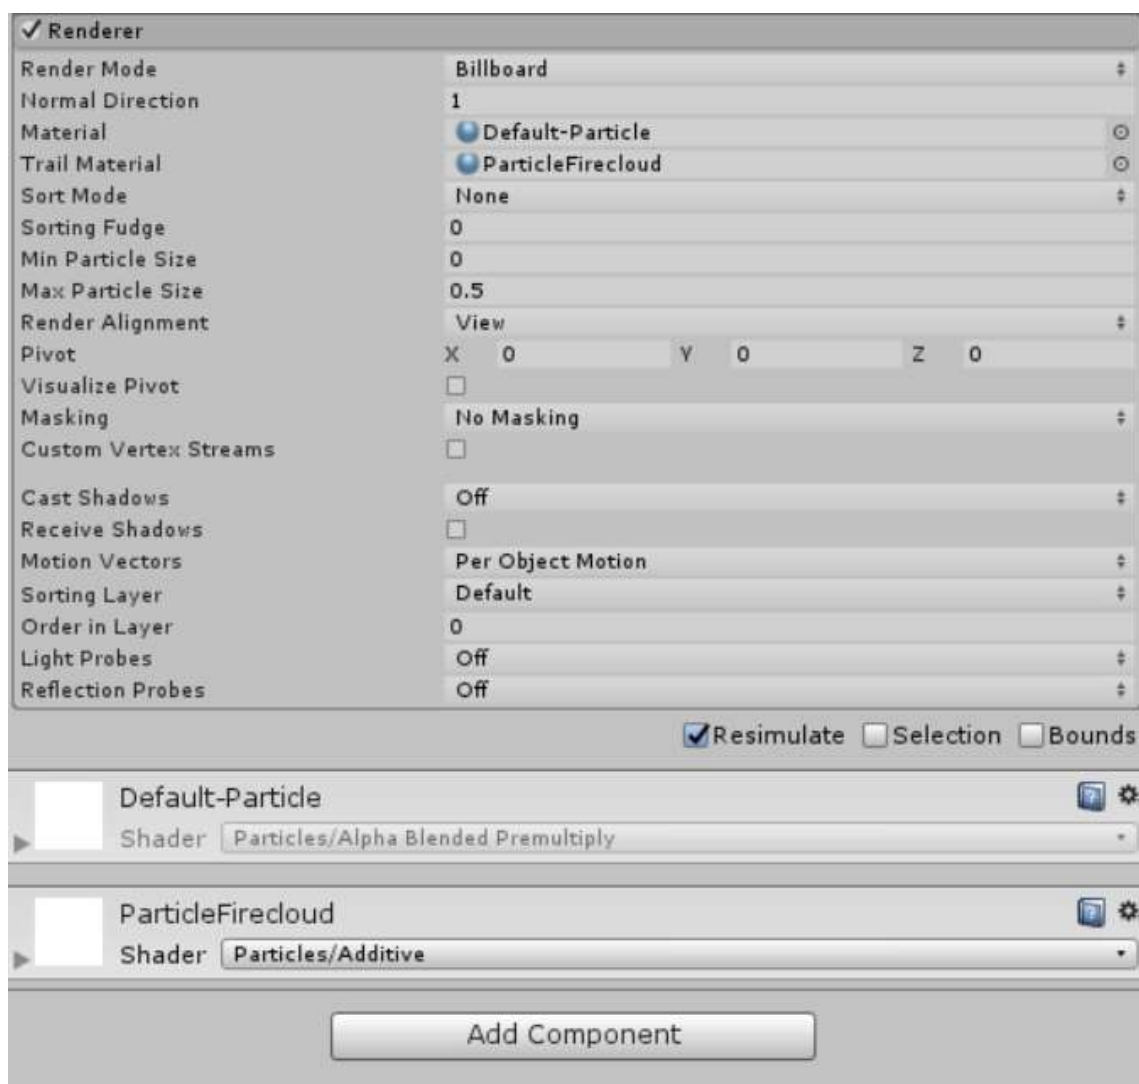 Renderer
Render Mode Billboard
Normal Direction 1
Material Default-Particle
Trail Material ParticleFirecloud
Sort Mode None
Sorting Fudge 0
Min Particle Size 0
Max Particle Size 0.5
Render Alignment View
Pivot X 0 Y 0 Z 0
Visualize Pivot
Masking No Masking
Custom Vertex Streams
Cast Shadows Off
Receive Shadows
Motion Vectors Per Object Motion
Sorting Layer Default
Order in Layer 0
Light Probes Off
Reflection Probes Off
Resimulate Selection Bounds
Default-Particle
Shader Particles/Alpha Blended Premultiply
ParticleFirecloud
Shader Particles/Additive
Add Component